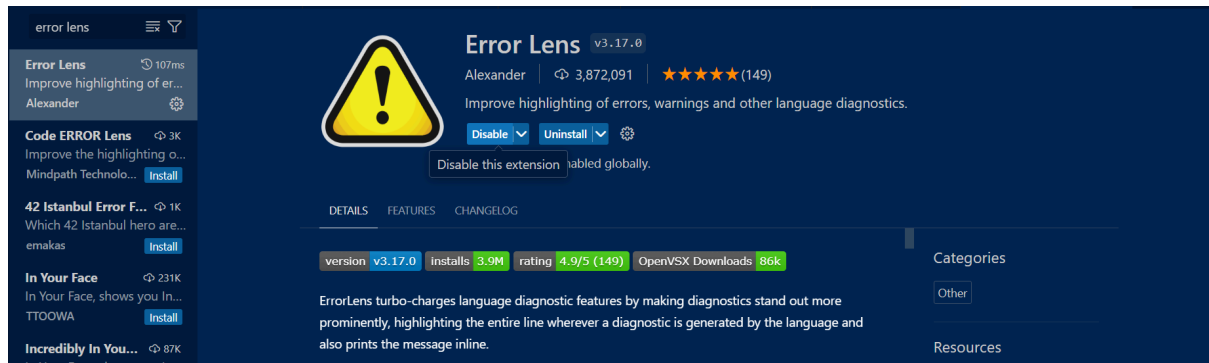 error lens
Error Lens 107ms
Improve highlighting of er...
Alexander
Code ERROR Lens 3K
Improve the highlighting o...
Mindpath Technolo... Install
42 Istanbul Error F... 1K
Which 42 Istanbul hero are...
emakas Install
In Your Face 231K
In Your Face, shows you In...
TTOOWA Install
Incredibly In You... 87K
Error Lens v3.17.0
Alexander 3,872,091 (149)
Improve highlighting of errors, warnings and other language diagnostics.
Disable Uninstall
Disable this extension
globally.
DETAILS FEATURES CHANGELOG
version v3.17.0 installs 3.9M rating 4.9/5 (149) OpenVSX Downloads 86k
ErrorLens turbo-charges language diagnostic features by making diagnostics stand out more
prominently, highlighting the entire line wherever a diagnostic is generated by the language and
also prints the message inline.
Categories
Other
Resources